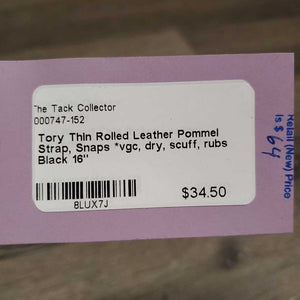 The Tack Collector
000747-152
Tory Thin Rolled Leather Pommel
Strap, Snaps *vgc, dry, scuff, rubs
Black 16"
8LUX7J
$34.50
Retail (New) Price
is $64